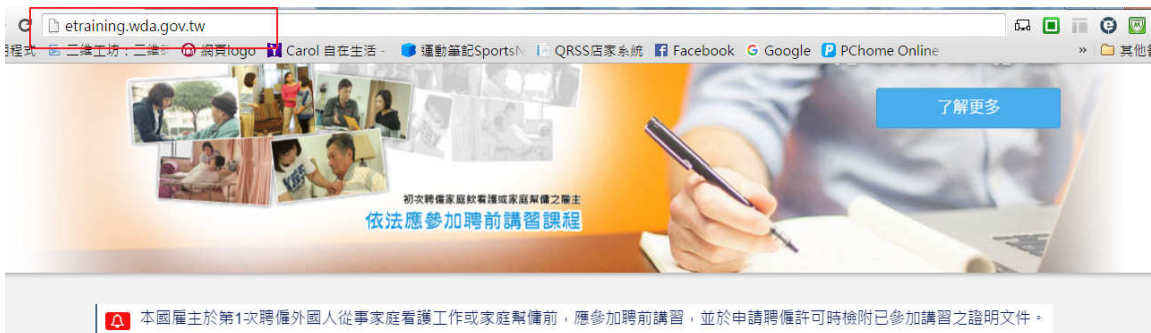 etraining.wda.gov.tw
用程式 三維工坊:三維 網頁logo Carol 自在生活 - 運動筆記Sports QRSS店家系統 Facebook Google PChome Online » 其他
了解更多
初次聘僱家庭看護或家庭幫傭之雇主
依法應參加聘前講習課程
本國雇主於第1次聘僱外國人從事家庭看護工作或家庭幫傭前,應參加聘前講習,並於申請聘僱許可時檢附已參加講習之證明文件。